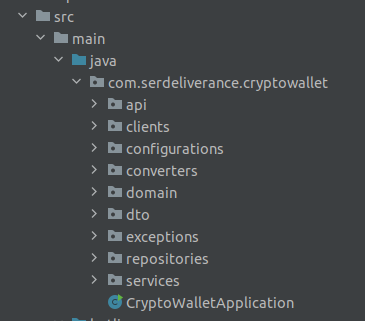 src
main
java
com.serdeliverance.cryptowallet
api
clients
configurations
converters
domain
dto
exceptions
repositories
services
CryptoWalletApplication